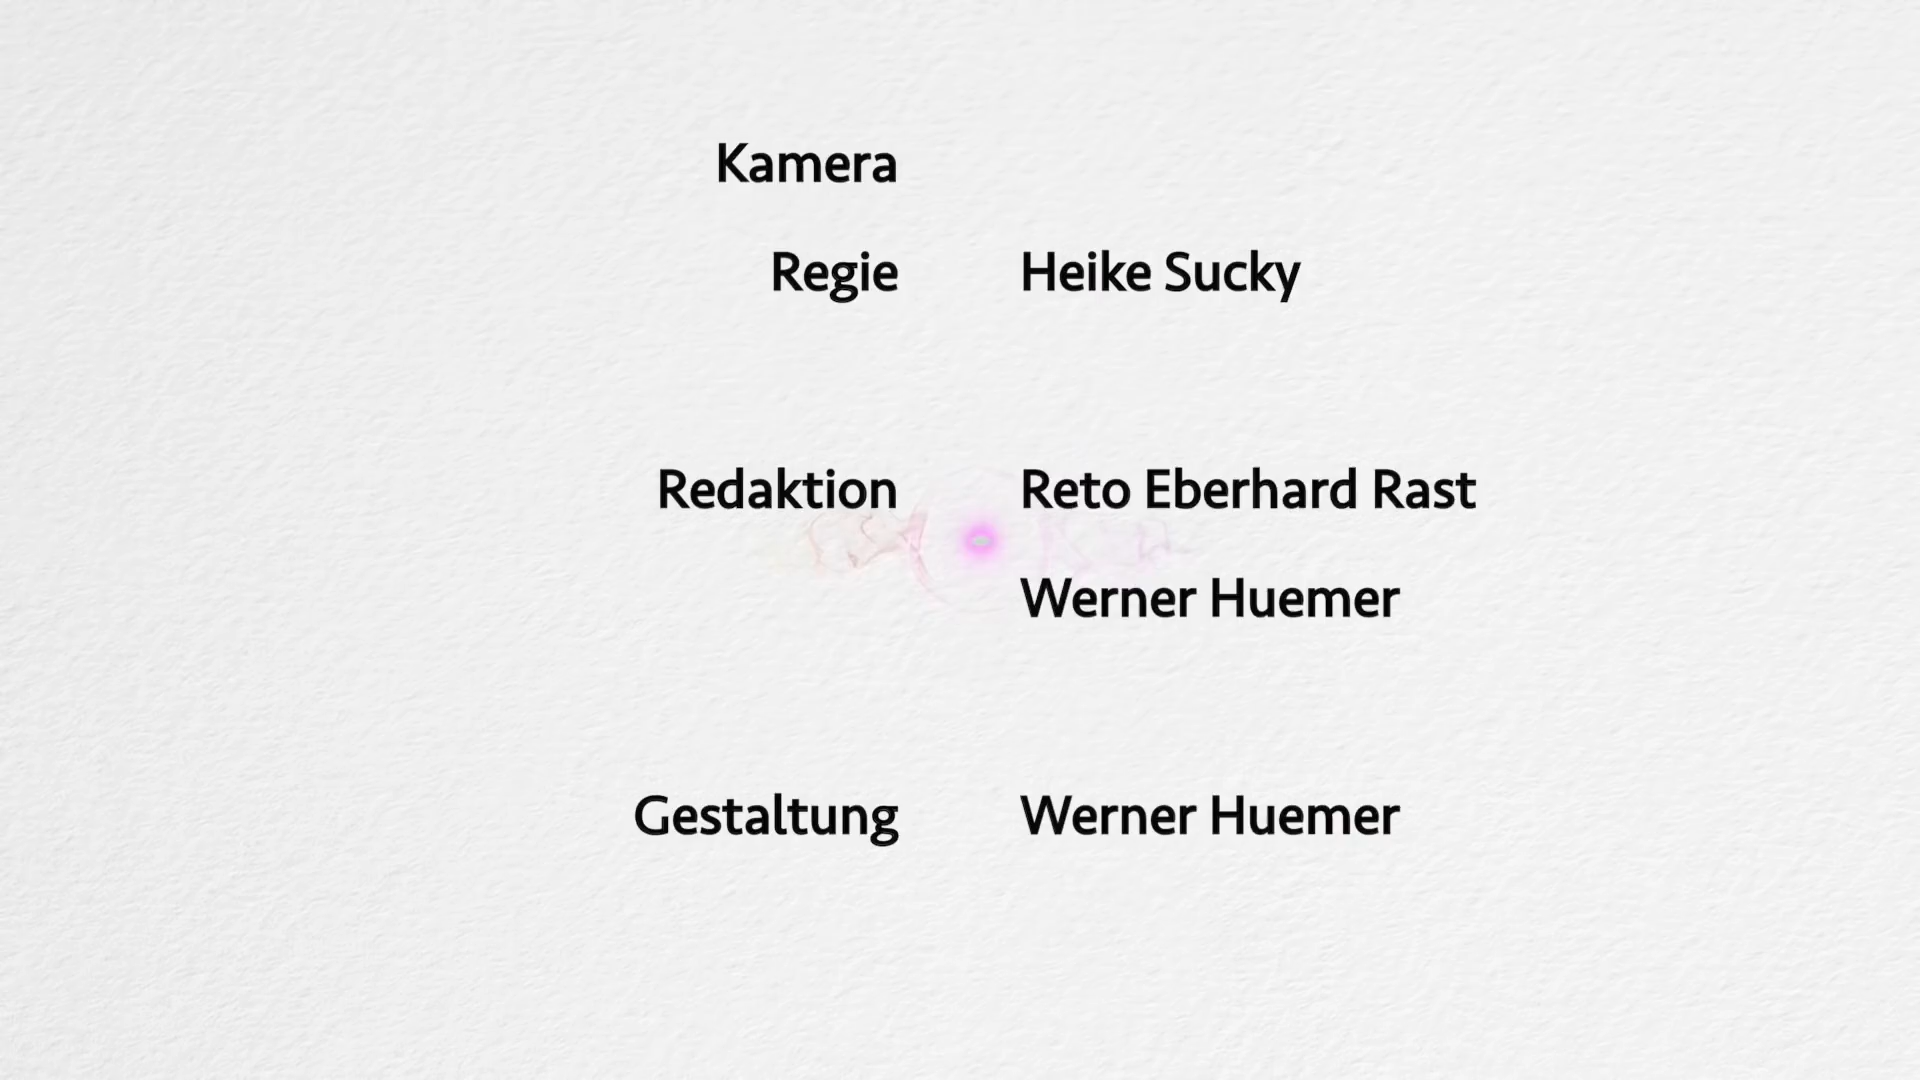 Kamera
Regie Heike Sucky
Redaktion Reto Eberhard Rast
Werner Huemer
Gestaltung Werner Huemer